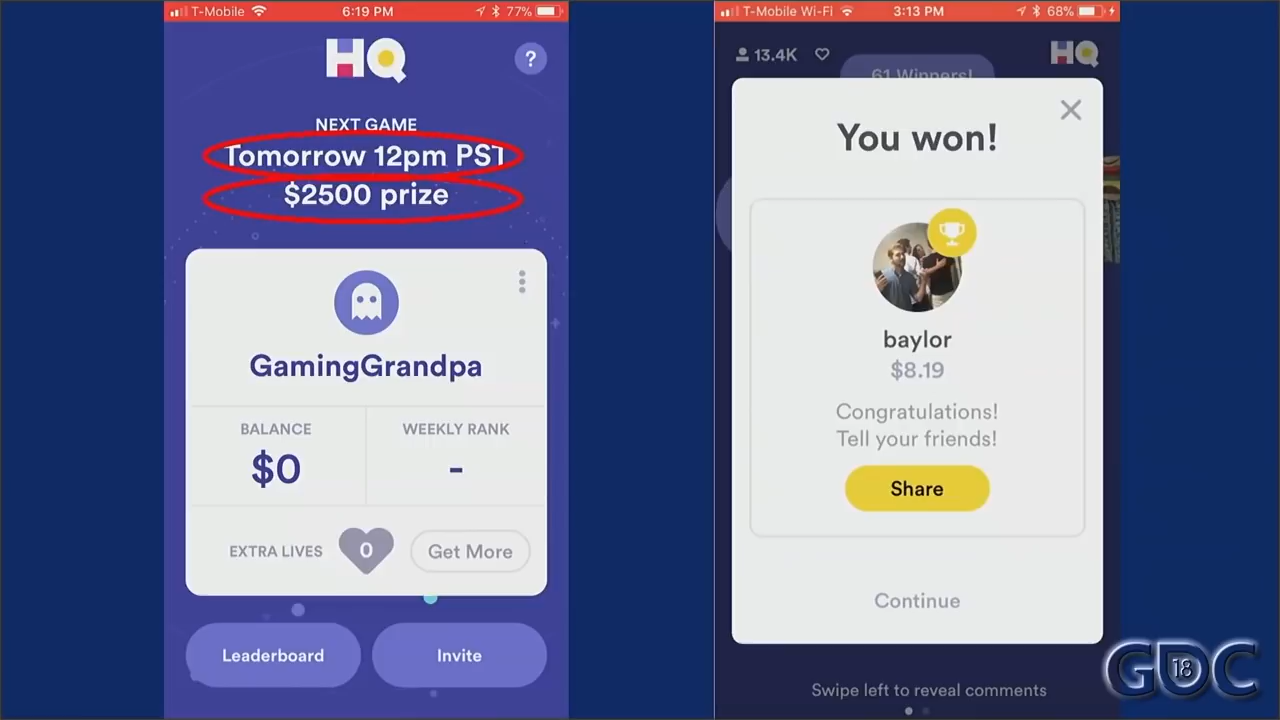 T-Mobile 6:19 PM 77%
HQ
?
NEXT GAME
Tomorrow 12pm PST
$2500 prize
GamingGrandpa
BALANCE WEEKLY RANK
$0 -
EXTRA LIVES 0 Get More
Leaderboard Invite
T-Mobile Wi-Fi 3:13 PM 68%
13.4K HQ
61 Winners!
You won!
baylor
$8.19
Congratulations!
Tell your friends!
Share
Continue
Swipe left to reveal comments
GDC 18